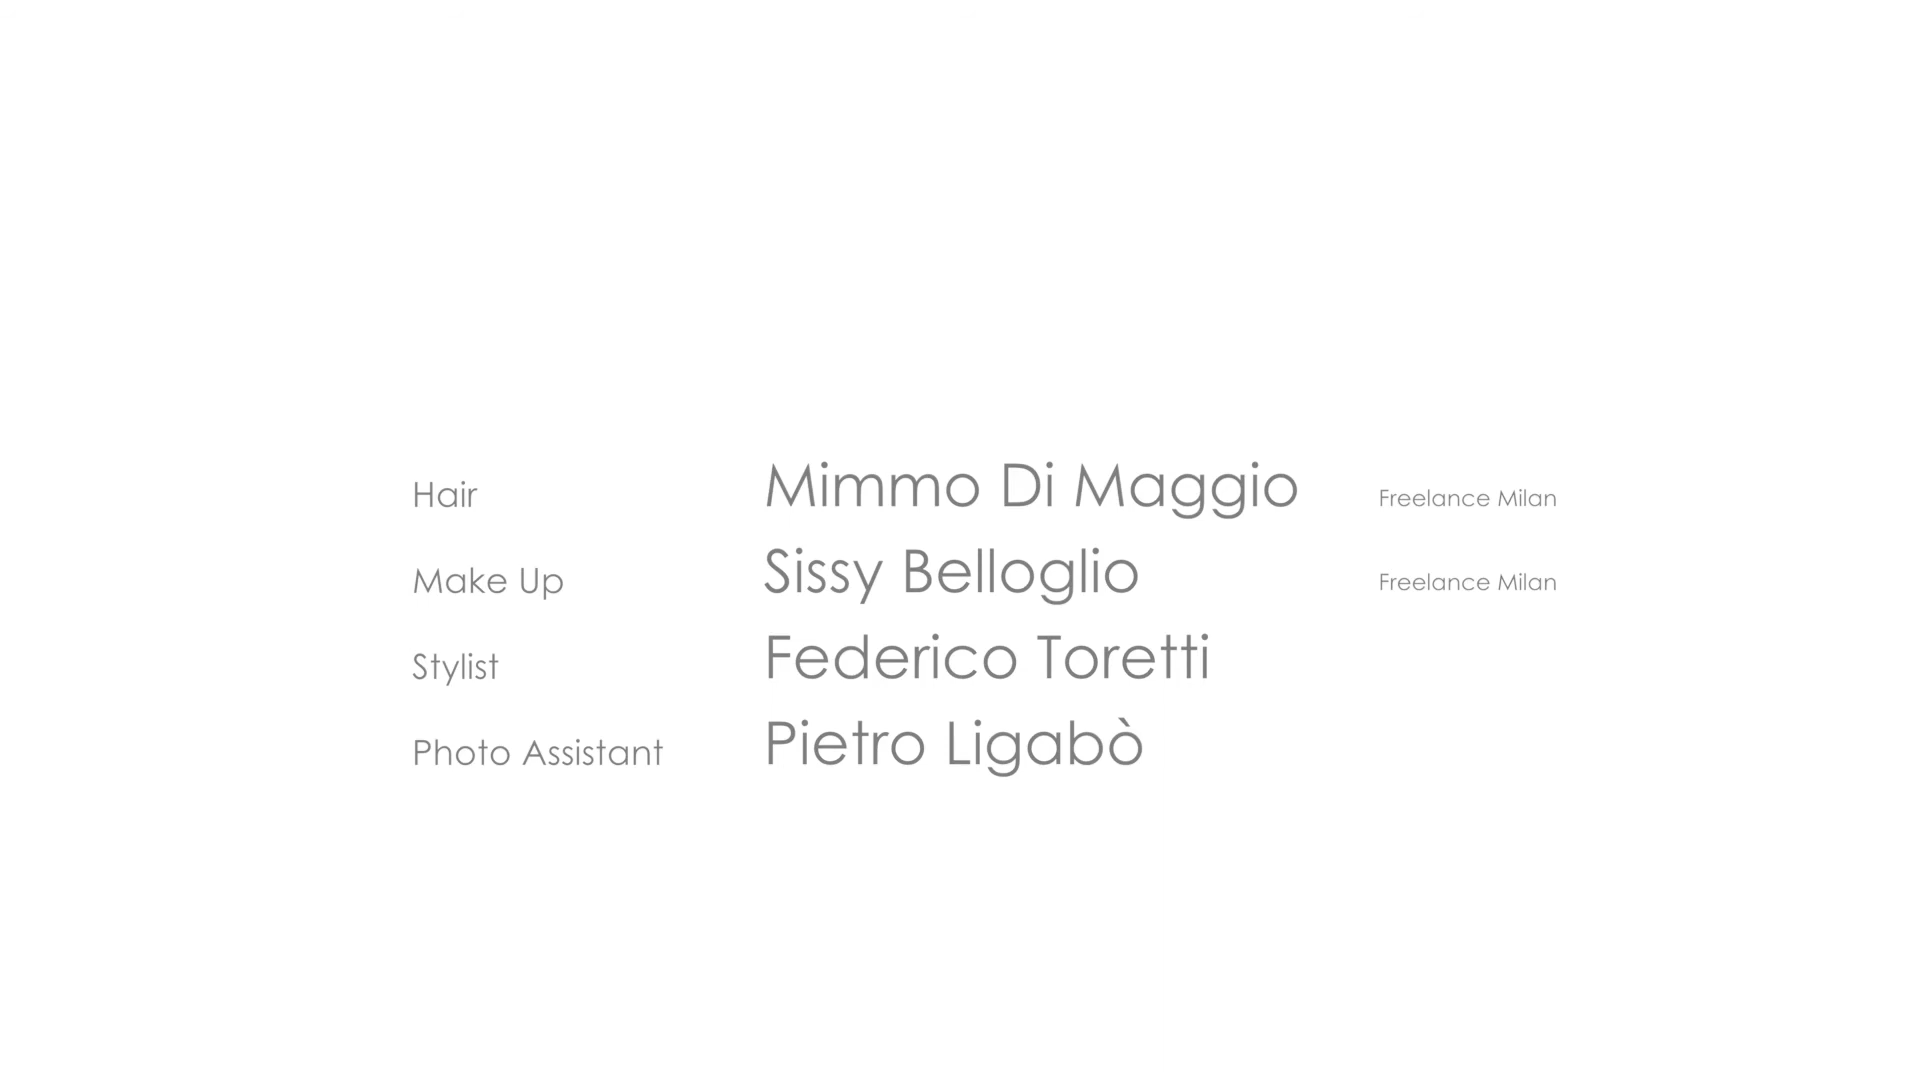 Hair Mimmo Di Maggio Freelance Milan
Make Up Sissy Belloglio Freelance Milan
Stylist Federico Toretti
Photo Assistant Pietro Ligabò